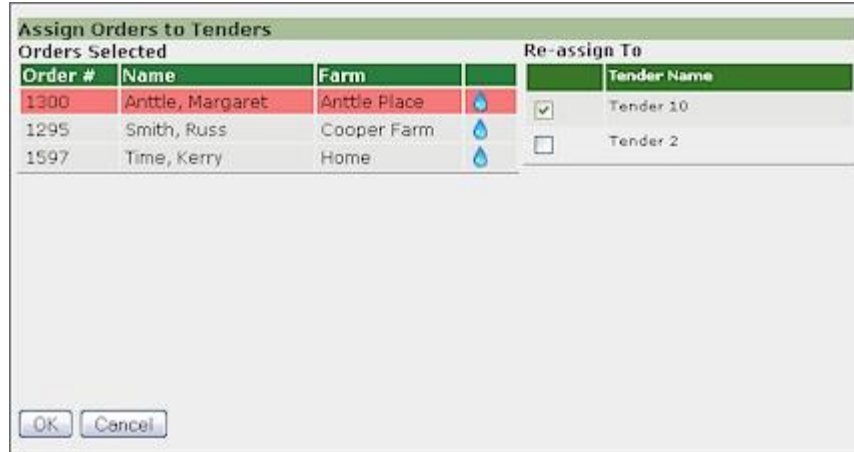 Assign Orders to Tenders
Orders Selected
Order # Name Farm
1300 Anttle, Margaret Anttle Place
1295 Smith, Russ Cooper Farm
1597 Time, Kerry Home
Re-assign To
Tender Name
Tender 10
Tender 2
OK Cancel